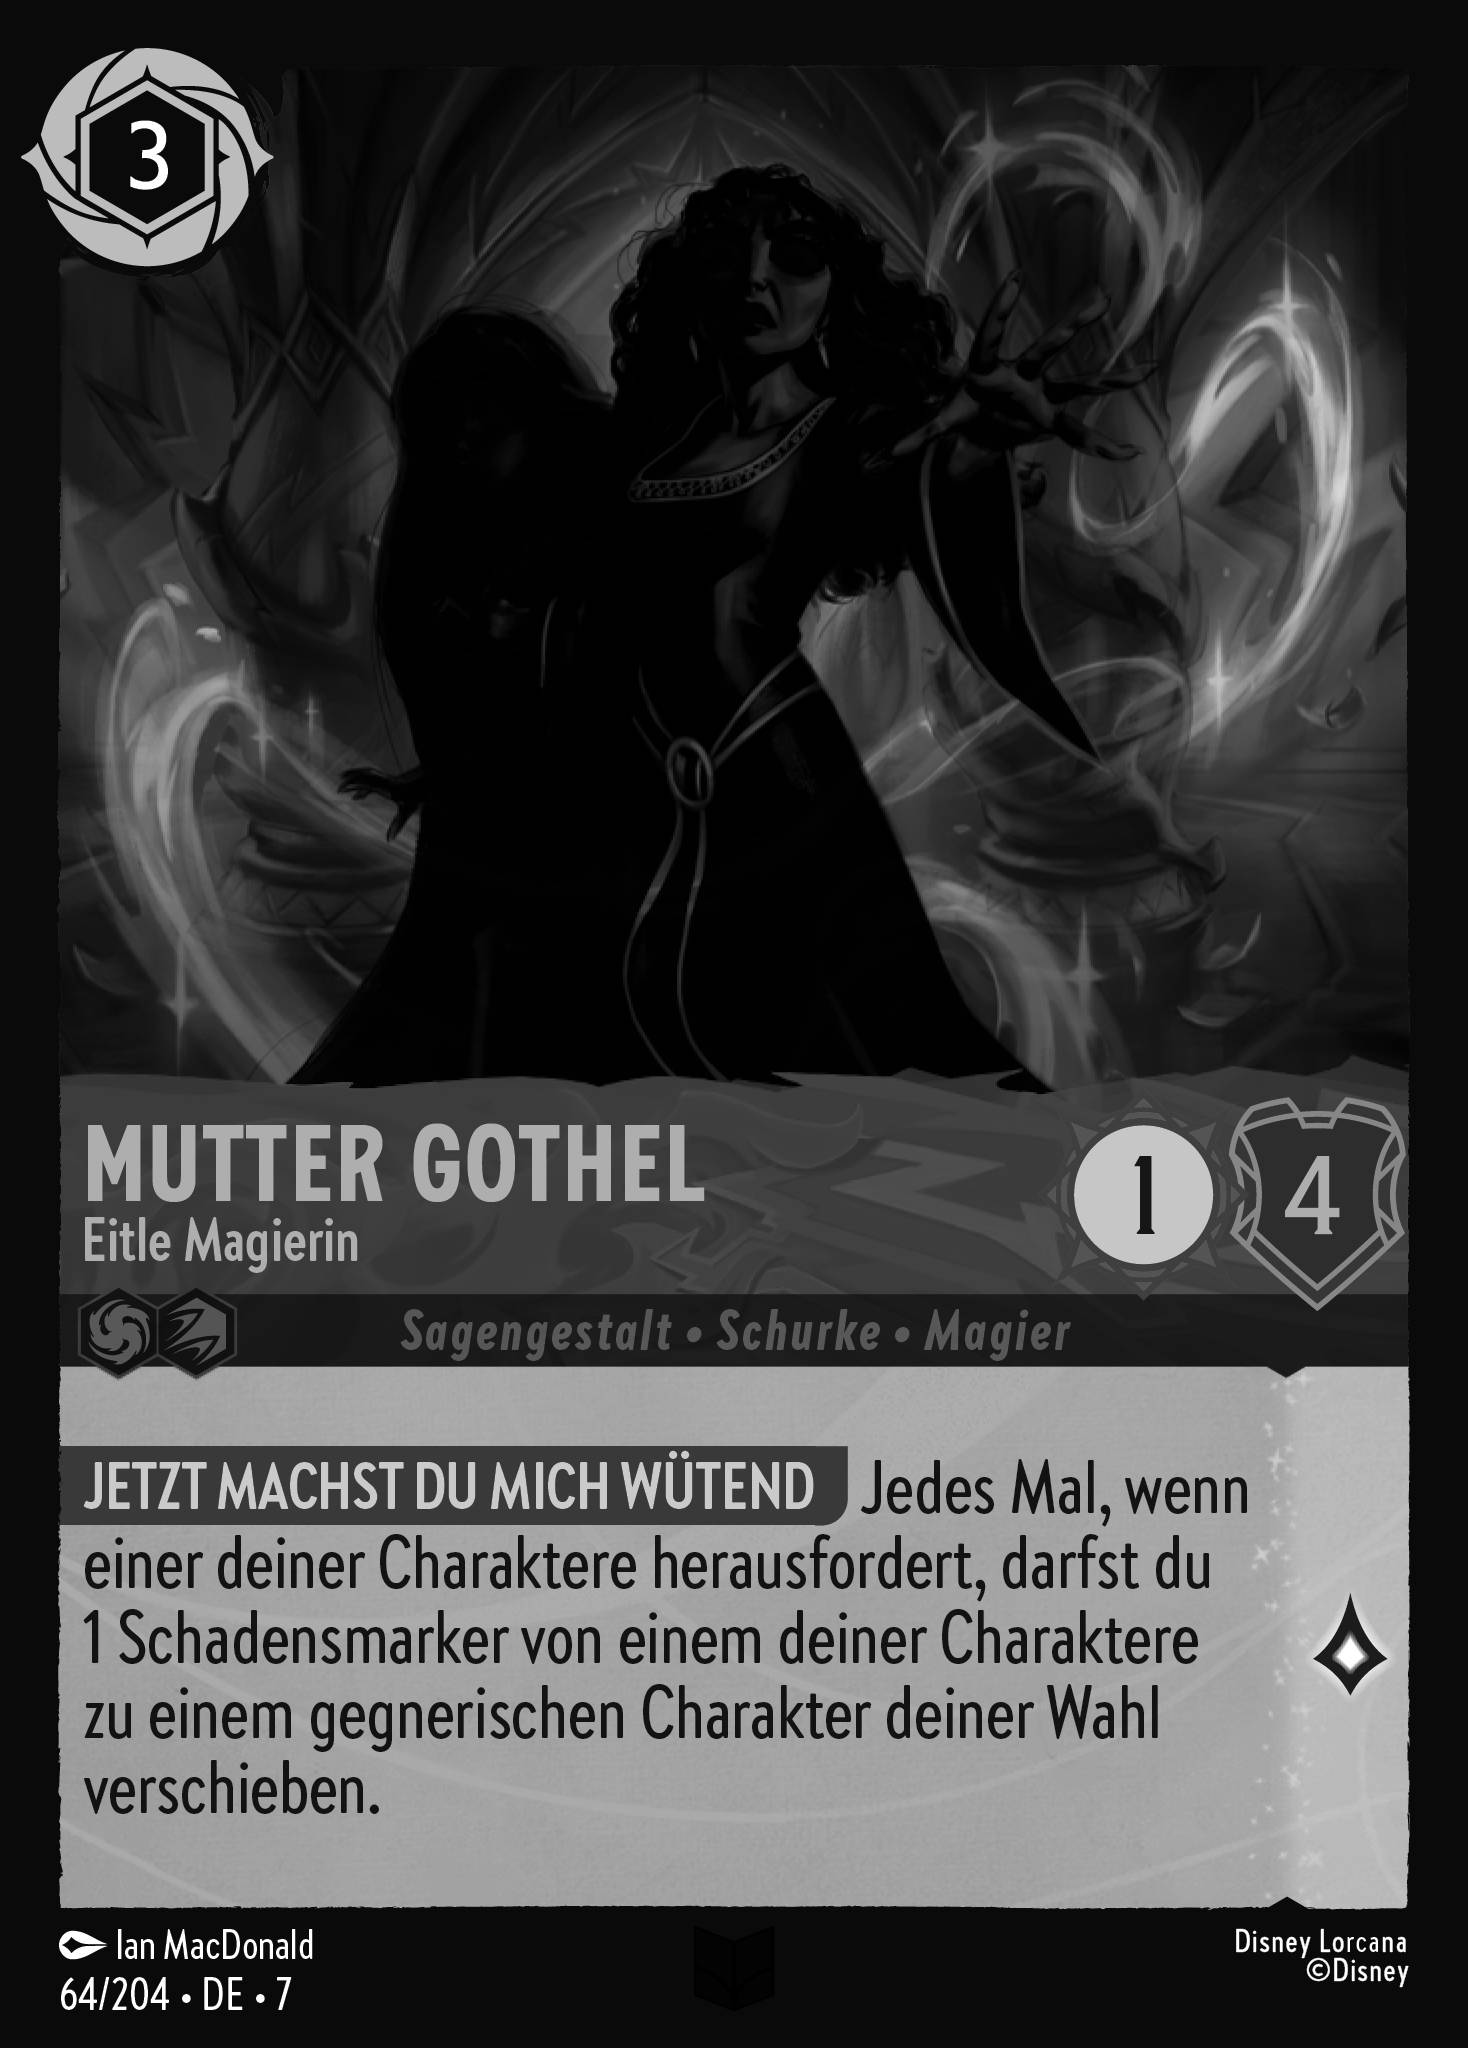 3
MUTTER GOTHEL
Eitle Magierin
1
4
Sagengestalt • Schurke • Magier
JETZT MACHST DU MICH WÜTEND Jedes Mal, wenn
einer deiner Charaktere herausfordert, darfst du
1 Schadensmarker von einem deiner Charaktere
zu einem gegnerischen Charakter deiner Wahl
verschieben.
Ian MacDonald
64/204 • DE • 7
Disney Lorcana
©Disney